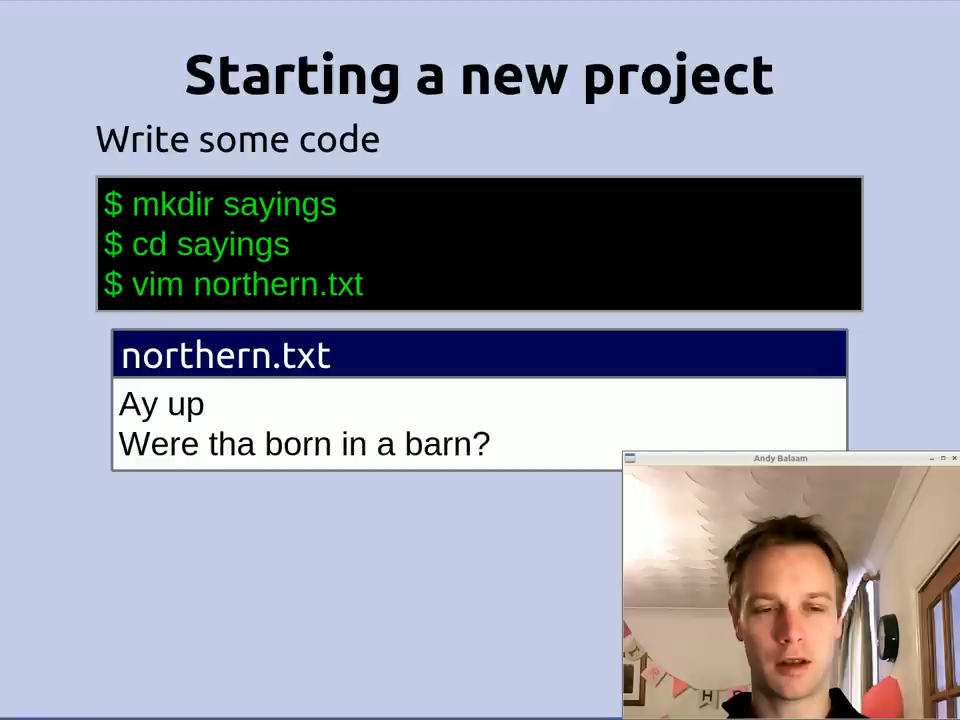 Starting a new project
Write some code
$ mkdir sayings
$ cd sayings
$ vim northern.txt
northern.txt
Ay up
Were tha born in a barn?
Andy Balaam
H